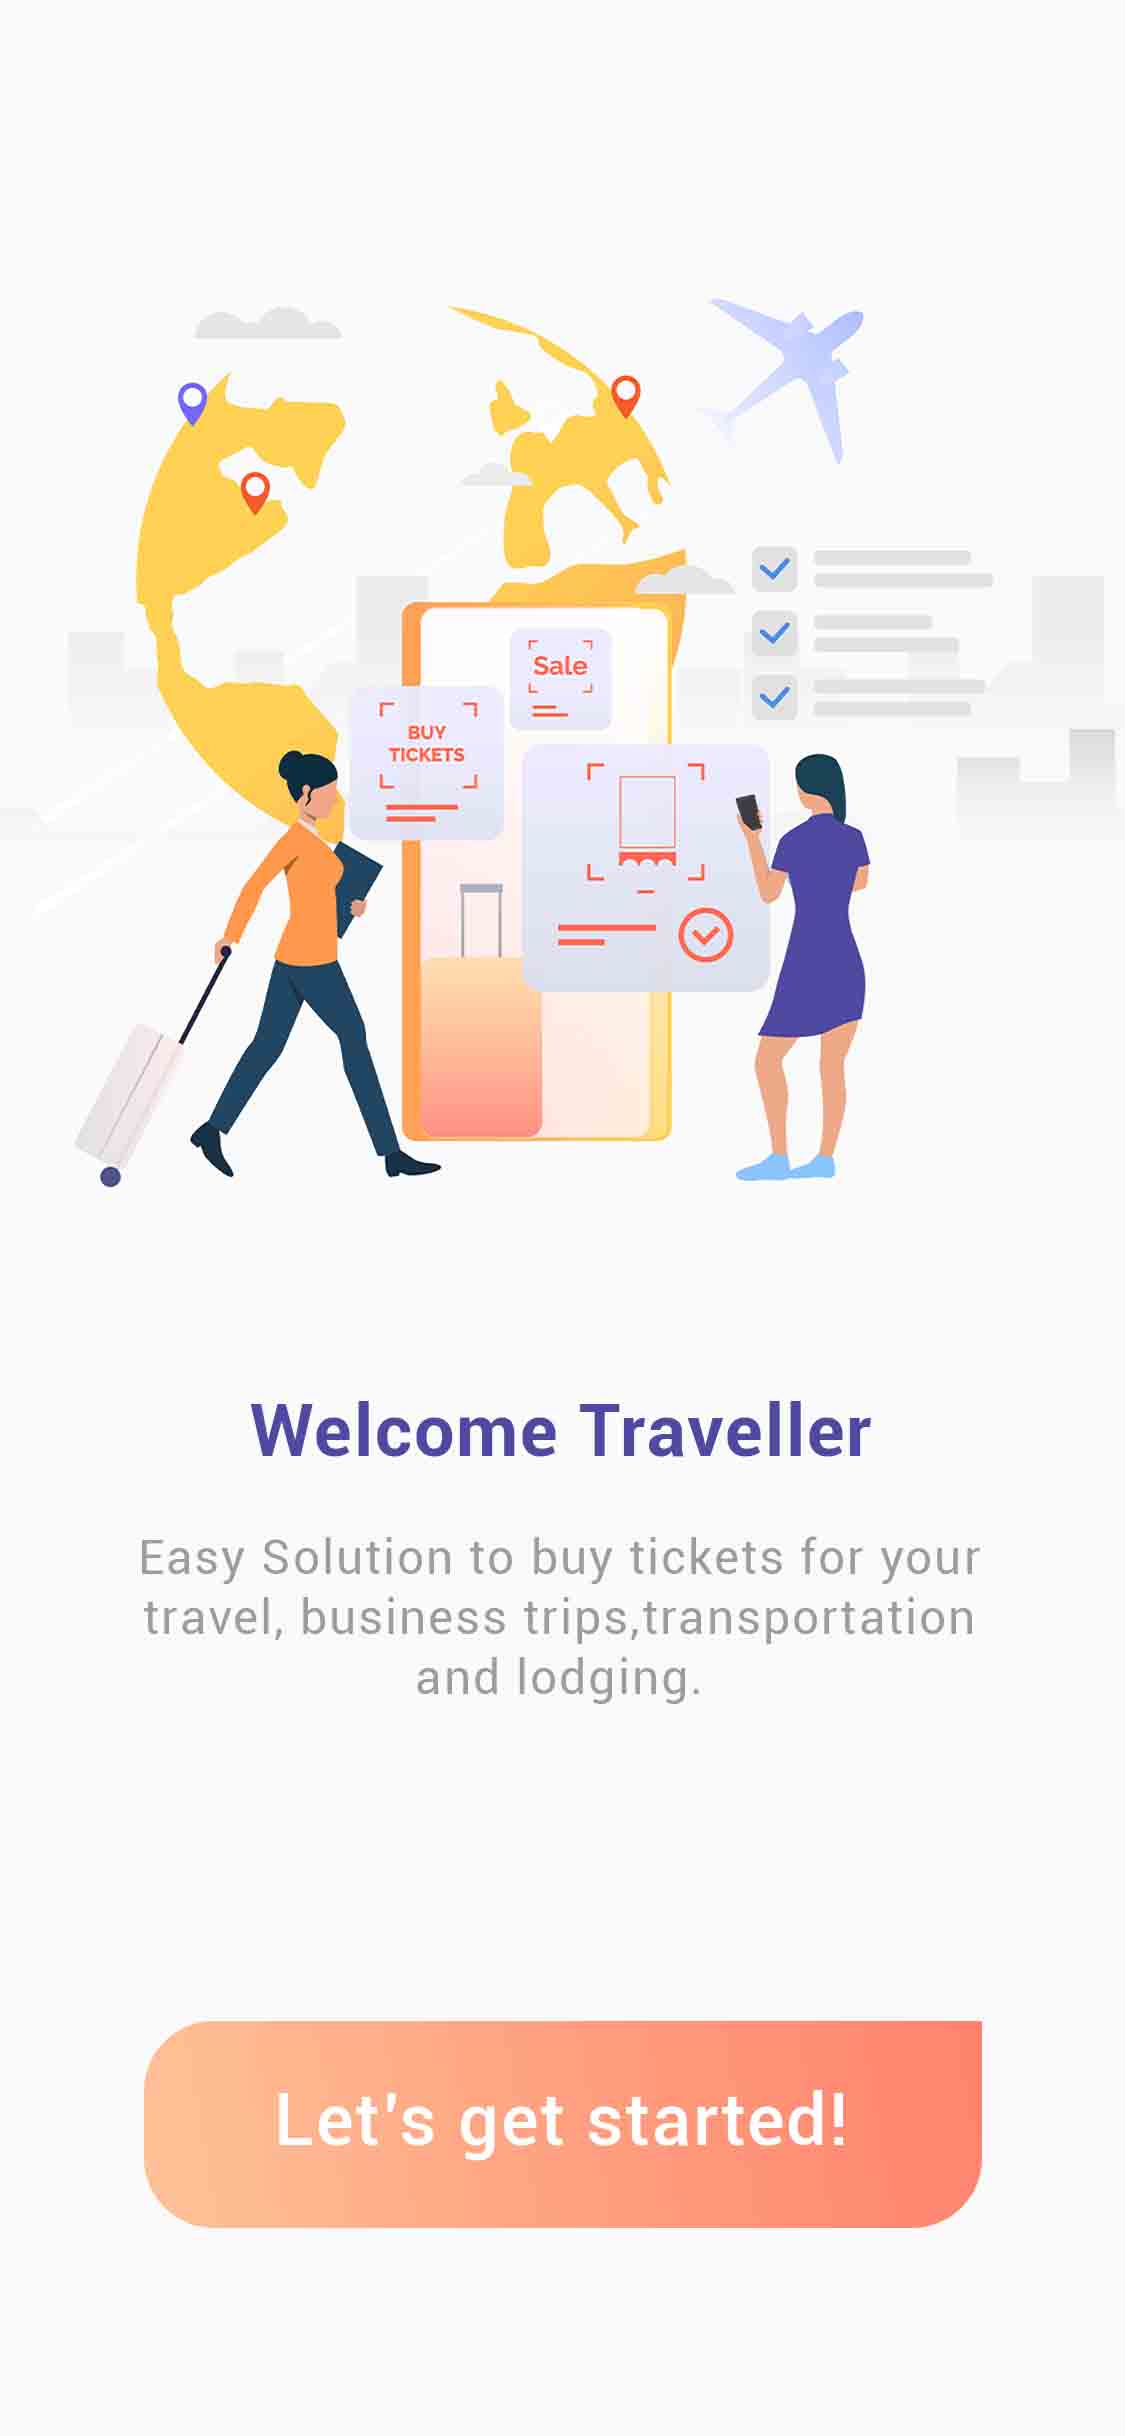 Sale
BUY
TICKETS
Welcome Traveller
Easy Solution to buy tickets for your
travel, business trips,transportation
and lodging.
Let's get started!